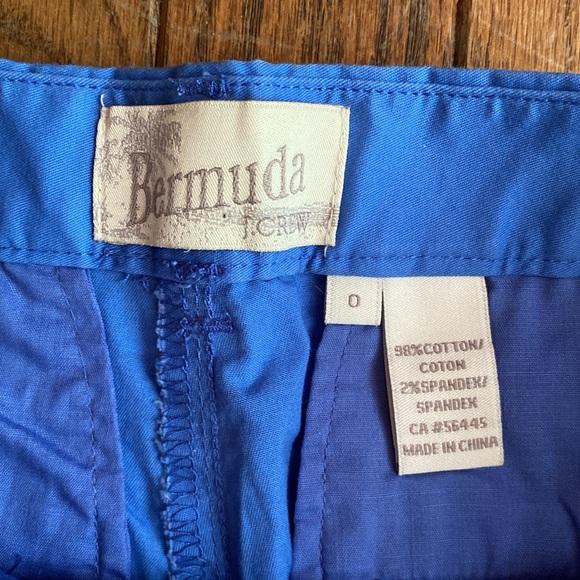 Bermuda
J.CREW
0
98%COTTON/
COTON
2%SPANDEX/
SPANDEX
CA #56445
MADE IN CHINA